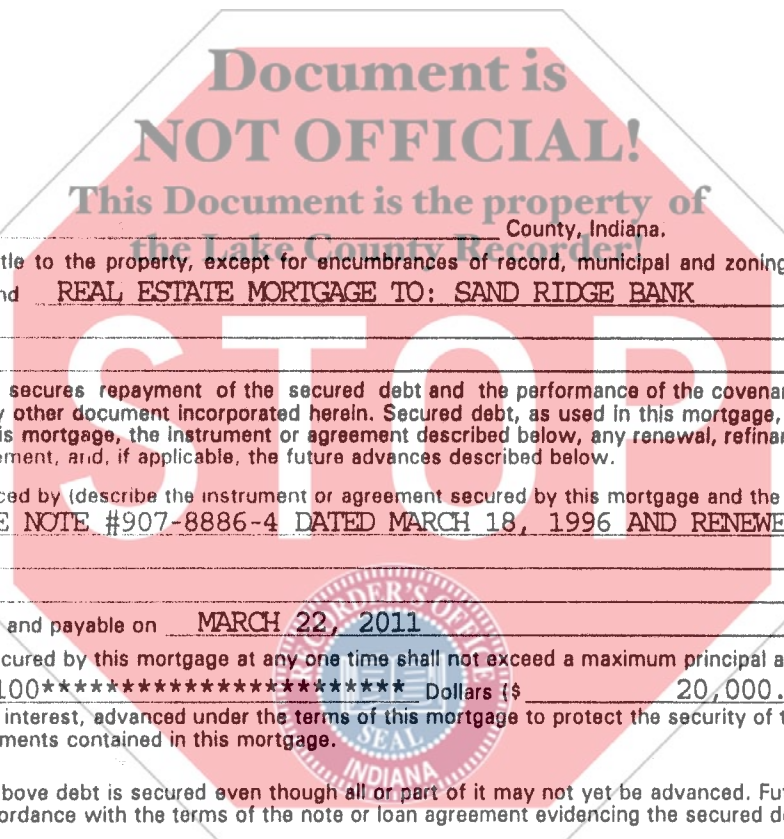 Document is
NOT OFFICIAL!
This Document is the property of
the Lake County Recorder!
County, Indiana.
tle to the property, except for encumbrances of record, municipal and zoning
nd REAL ESTATE MORTGAGE TO: SAND RIDGE BANK
STOP
secures repayment of the secured debt and the performance of the covenan
y other document incorporated herein. Secured debt, as used in this mortgage,
is mortgage, the instrument or agreement described below, any renewal, refinan
ement, and, if applicable, the future advances described below.
ced by (describe the instrument or agreement secured by this mortgage and the
E NOTE #907-8886-4 DATED MARCH 18, 1996 AND RENEWE
and payable on MARCH 22, 2011
cured by this mortgage at any one time shall not exceed a maximum principal a
100************************ Dollars ($ 20,000.
interest, advanced under the terms of this mortgage to protect the security of t
ments contained in this mortgage.
RECORDER'S OFFICE
SEAL
INDIANA
bove debt is secured even though all or part of it may not yet be advanced. Fut
ordance with the terms of the note or loan agreement evidencing the secured d